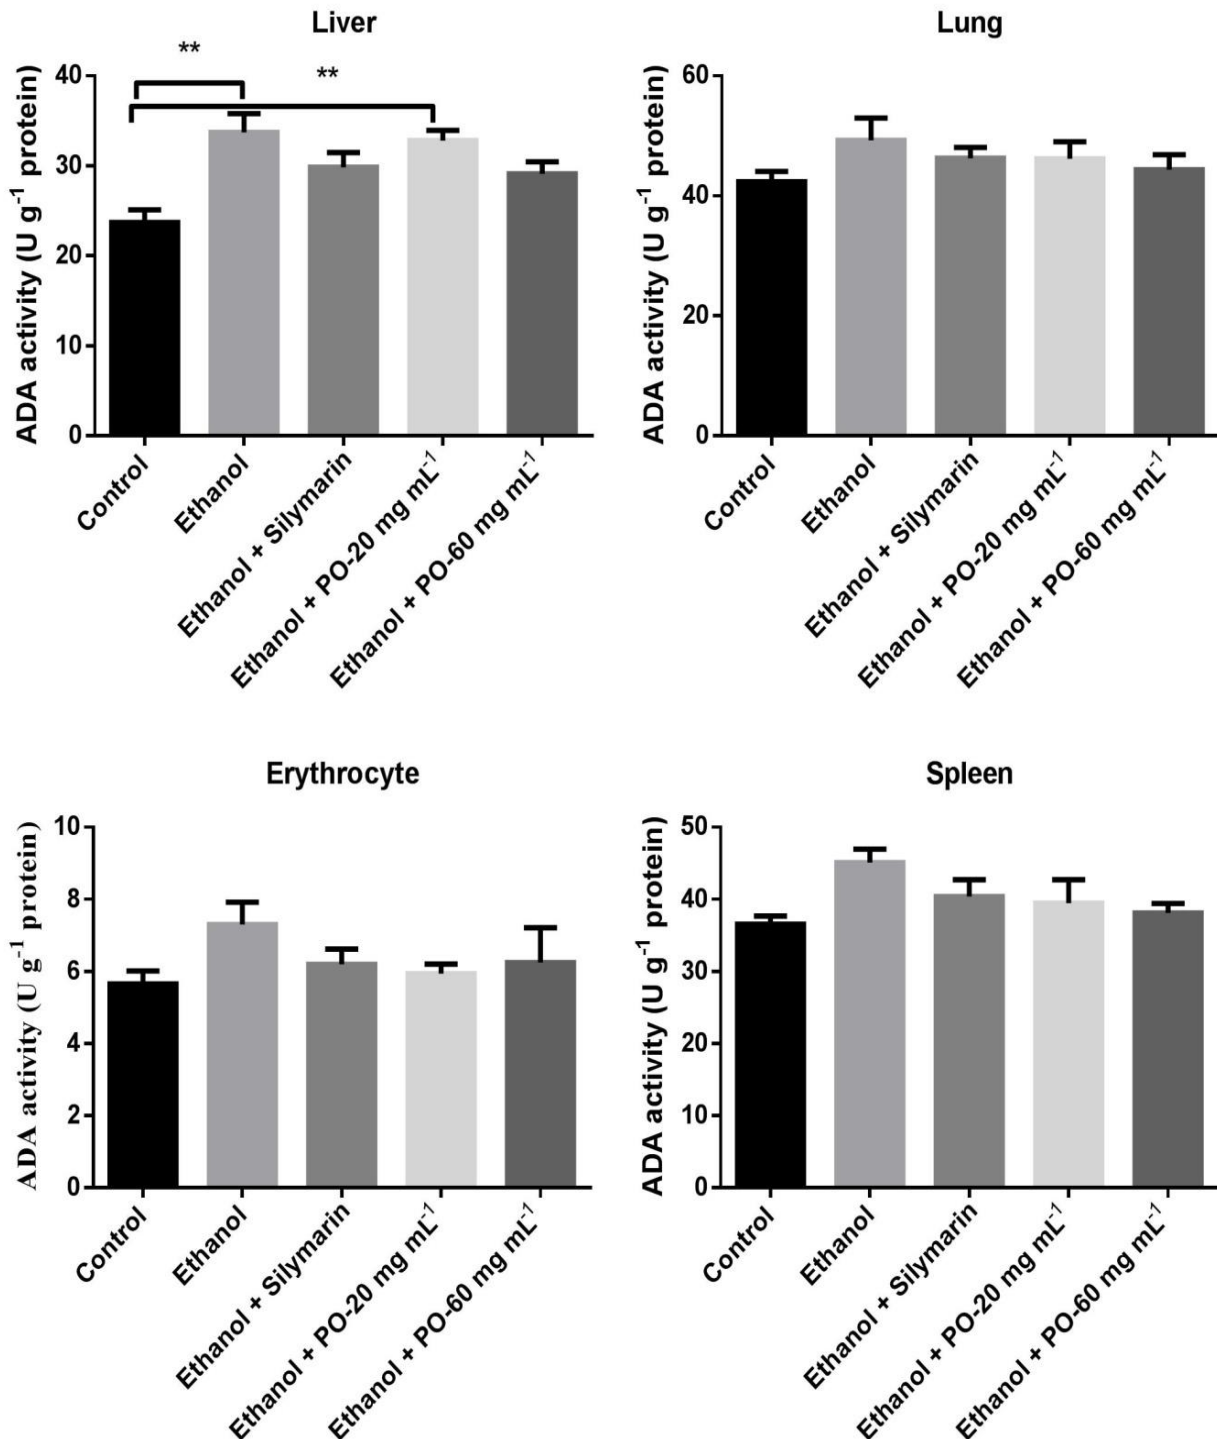 Liver
**
**
ADA activity (U g⁻¹ protein)
40
30
20
10
0
Control
Ethanol
Ethanol + Silymarin
Ethanol + PO-20 mg mL⁻¹
Ethanol + PO-60 mg mL⁻¹
Lung
ADA activity (U g⁻¹ protein)
60
40
20
0
Control
Ethanol
Ethanol + Silymarin
Ethanol + PO-20 mg mL⁻¹
Ethanol + PO-60 mg mL⁻¹
Erythrocyte
ADA activity (U g⁻¹ protein)
10
8
6
4
2
0
Control
Ethanol
Ethanol + Silymarin
Ethanol + PO-20 mg mL⁻¹
Ethanol + PO-60 mg mL⁻¹
Spleen
ADA activity (U g⁻¹ protein)
50
40
30
20
10
0
Control
Ethanol
Ethanol + Silymarin
Ethanol + PO-20 mg mL⁻¹
Ethanol + PO-60 mg mL⁻¹